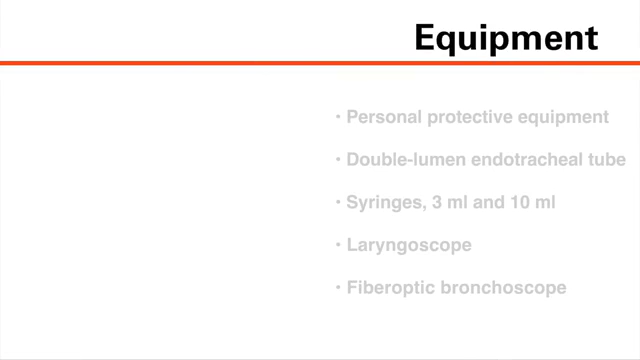 Equipment
• Personal protective equipment
• Double-lumen endotracheal tube
• Syringes, 3 ml and 10 ml
• Laryngoscope
• Fiberoptic bronchoscope